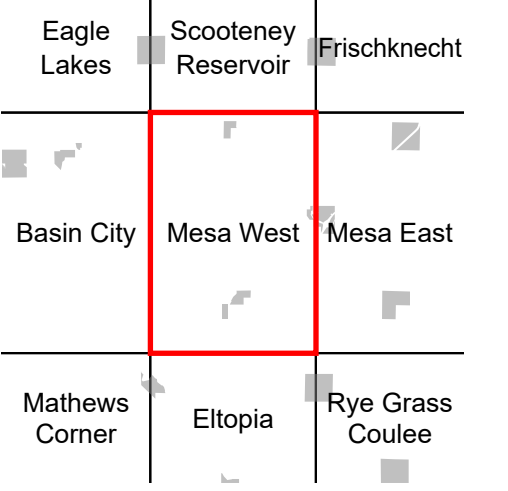 Eagle
Lakes
Scooteney
Reservoir
Frischknecht
Basin City
Mesa West
Mesa East
Mathews
Corner
Eltopia
Rye Grass
Coulee